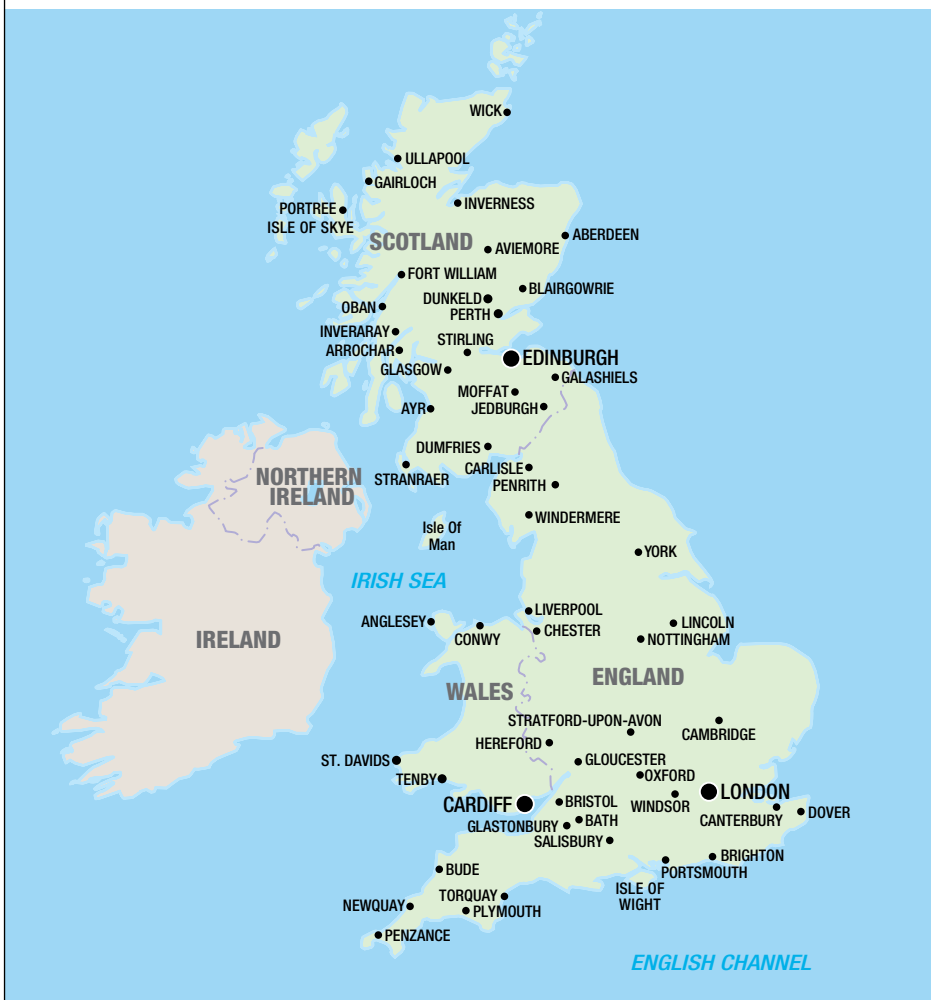 WICK
ULLAPOOL
GAIRLOCH
INVERNESS
PORTREE
ISLE OF SKYE
SCOTLAND
ABERDEEN
AVIEMORE
FORT WILLIAM
BLAIRGOWRIE
DUNKELD
OBAN
PERTH
INVERARAY
STIRLING
ARROCHAR
EDINBURGH
GLASGOW
GALASHIELS
MOFFAT
AYR
JEDBURGH
DUMFRIES
CARLISLE
STRANRAER
PENRITH
NORTHERN
IRELAND
WINDERMERE
Isle Of
Man
YORK
IRISH SEA
LIVERPOOL
ANGLESEY
LINCOLN
CHESTER
CONWY
NOTTINGHAM
IRELAND
ENGLAND
WALES
STRATFORD-UPON-AVON
CAMBRIDGE
HEREFORD
ST. DAVIDS
GLOUCESTER
OXFORD
TENBY
LONDON
CARDIFF
BRISTOL
WINDSOR
CANTERBURY
DOVER
BATH
GLASTONBURY
SALISBURY
BRIGHTON
BUDE
PORTSMOUTH
ISLE OF
WIGHT
TORQUAY
NEWQUAY
PLYMOUTH
PENZANCE
ENGLISH CHANNEL